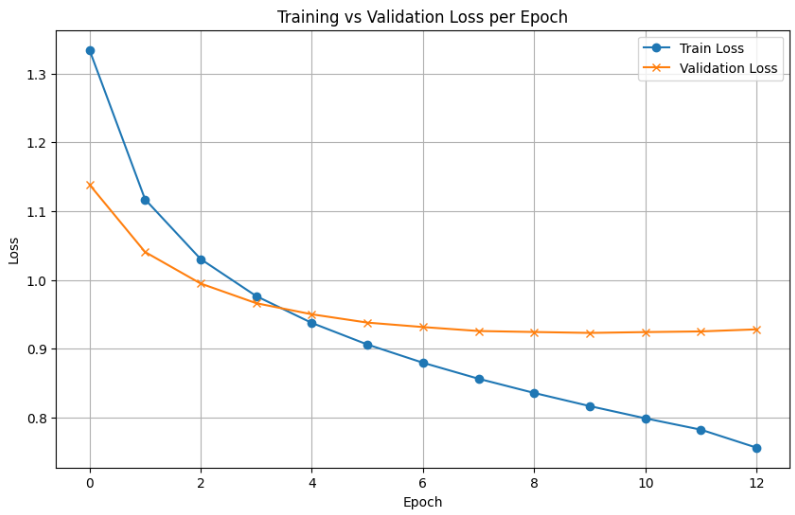 Training vs Validation Loss per Epoch
Train Loss
Validation Loss
Loss
1.3
1.2
1.1
1.0
0.9
0.8
0 2 4 6 8 10 12
Epoch